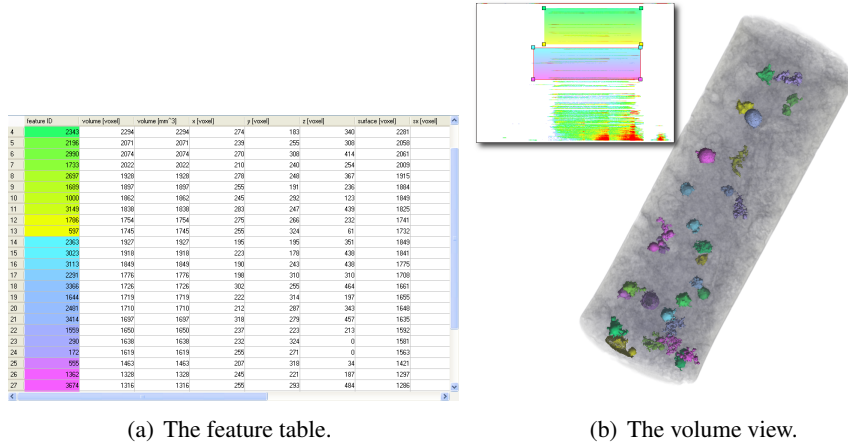 feature ID volume [voxel] volume [mm^3] x [voxel] y [voxel] z [voxel] surface [voxel] sx [voxel]
4 2343 2294 2294 274 183 340 2281
5 2196 2071 2071 239 255 308 2058
6 2990 2074 2074 270 308 414 2061
7 1733 2022 2022 210 240 254 2009
8 2697 1928 1928 278 248 367 1915
9 1689 1897 1897 255 191 236 1884
10 1000 1862 1862 245 292 123 1849
11 3149 1838 1838 283 247 439 1825
12 1786 1754 1754 275 266 232 1741
13 597 1745 1745 255 324 61 1732
14 2363 1927 1927 195 195 351 1849
15 3023 1918 1918 223 178 438 1841
16 3113 1849 1849 190 243 438 1775
17 2291 1776 1776 198 310 310 1708
18 3366 1726 1726 302 255 464 1661
19 1644 1719 1719 222 314 197 1655
20 2481 1710 1710 212 287 343 1648
21 3414 1697 1697 318 279 457 1635
22 1559 1650 1650 237 223 213 1592
23 290 1638 1638 232 324 0 1581
24 172 1619 1619 255 271 0 1563
25 555 1463 1463 207 318 34 1421
26 1362 1328 1328 245 221 187 1297
27 3674 1316 1316 255 293 484 1286
(a) The feature table.
(b) The volume view.